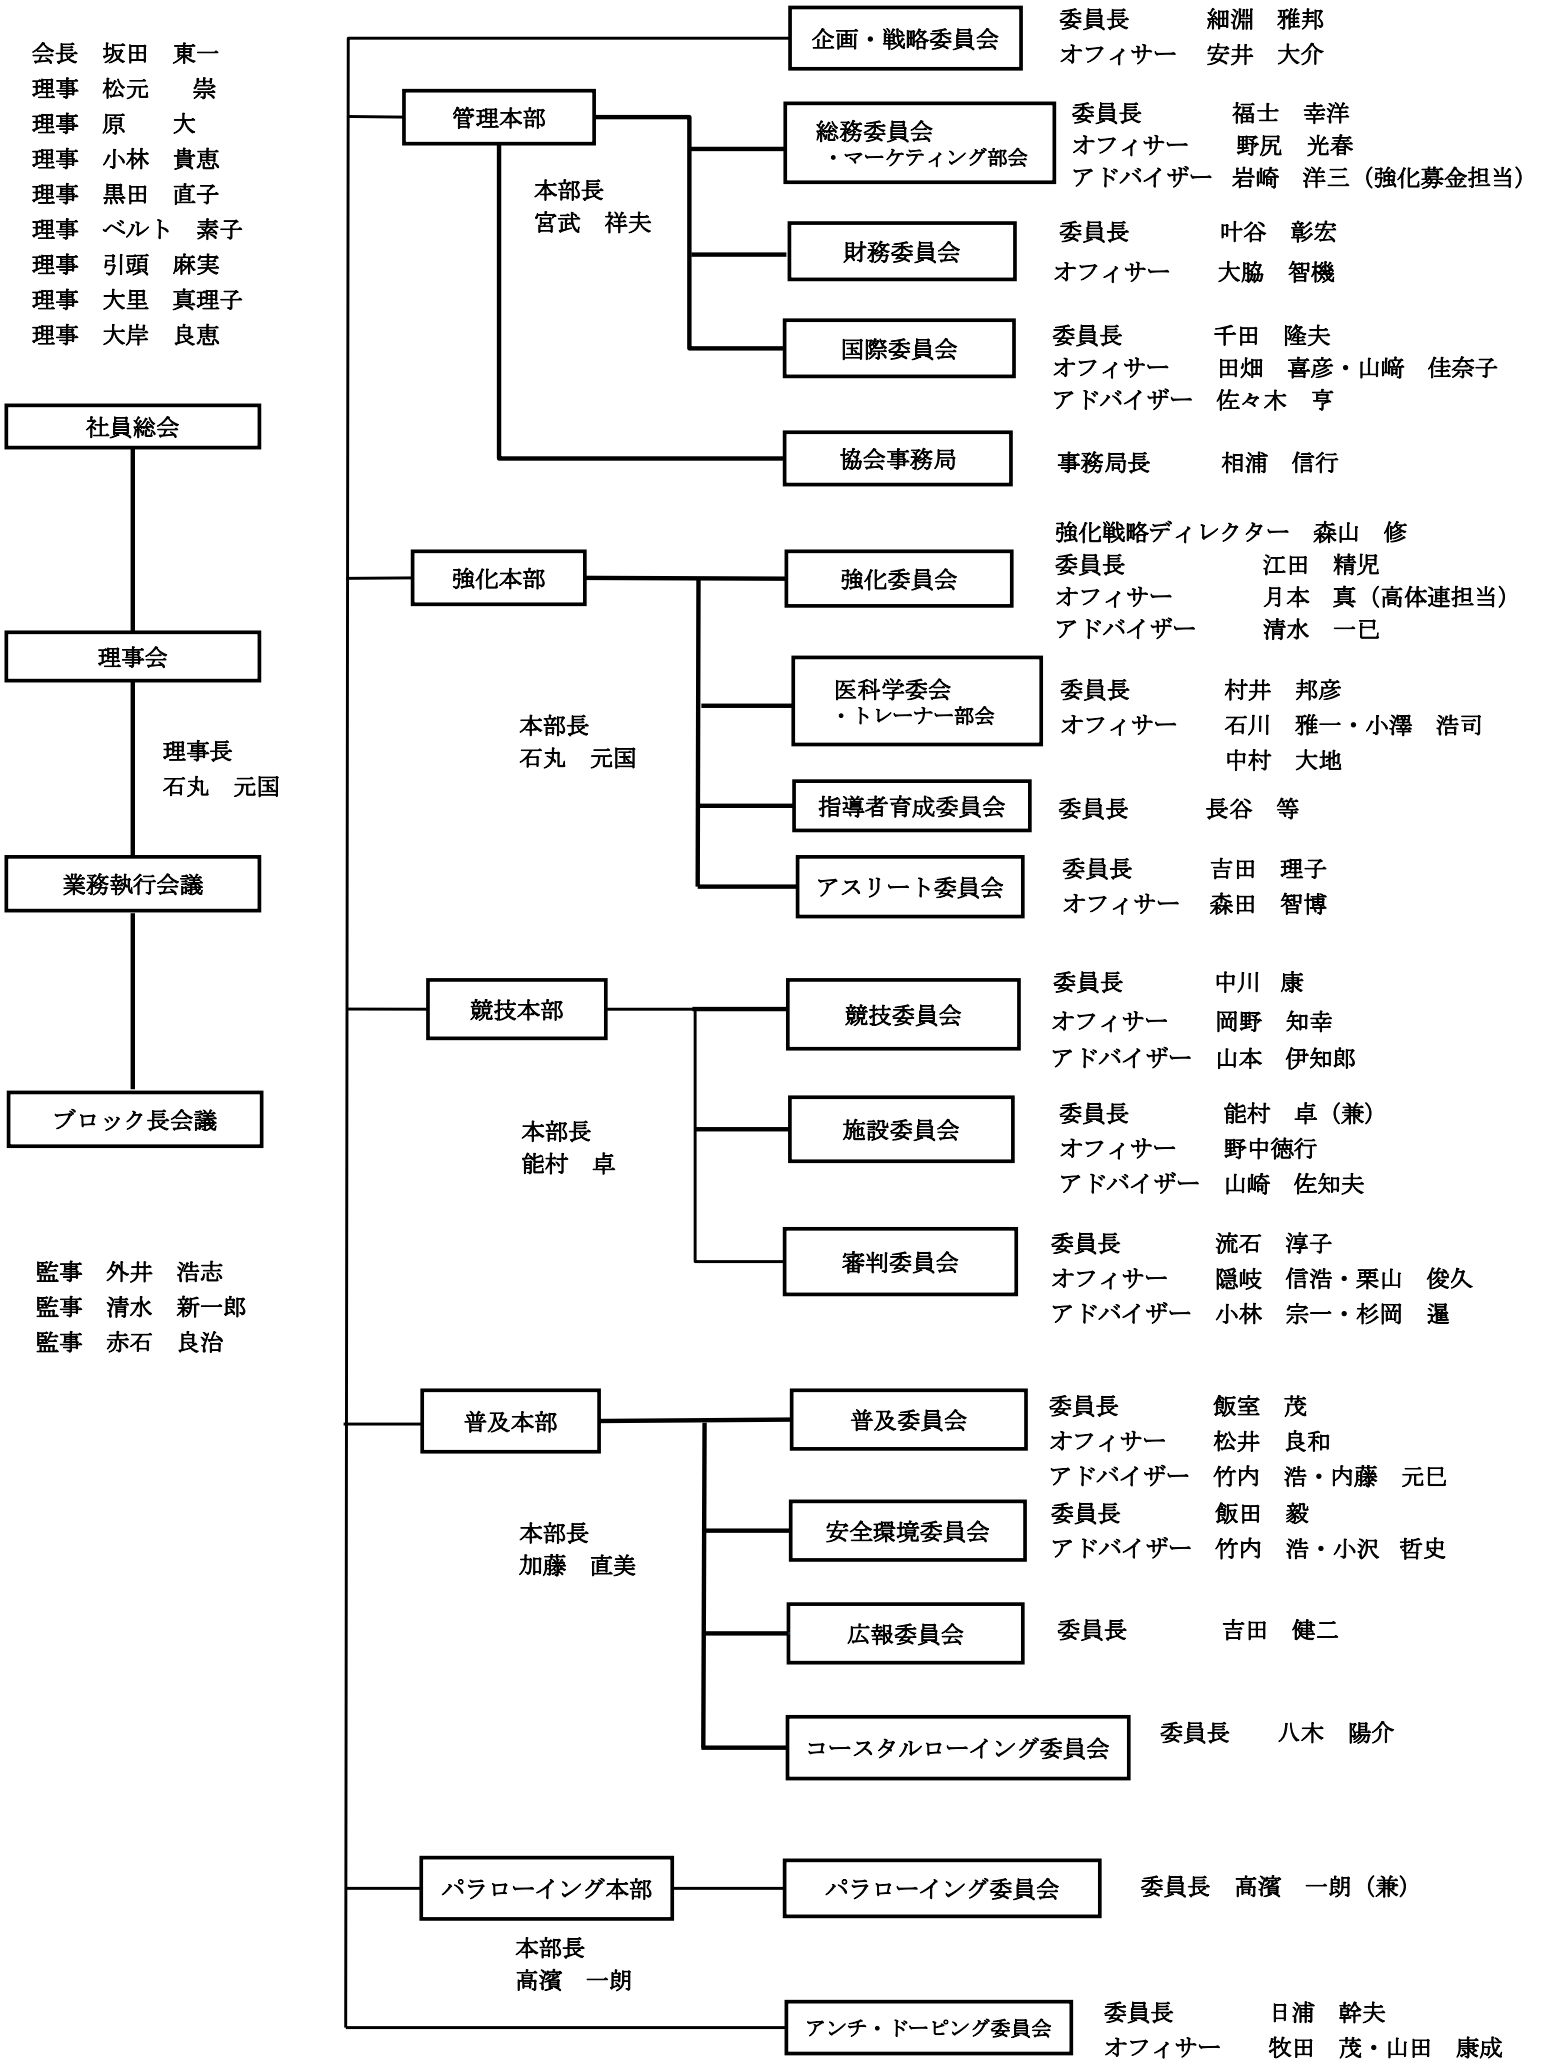 会長　坂田　東一
理事　松元　　崇
理事　原　　大
理事　小林　貴恵
理事　黒田　直子
理事　ベルト　素子
理事　引頭　麻実
理事　大里　真理子
理事　大岸　良恵
社員総会
理事会
理事長
石丸　元国
業務執行会議
ブロック長会議
監事　外井　浩志
監事　清水　新一郎
監事　赤石　良治
企画・戦略委員会
委員長　細淵　雅邦
オフィサー　安井　大介
管理本部
本部長
宮武　祥夫
総務委員会
・マーケティング部会
委員長　福士　幸洋
オフィサー　野尻　光春
アドバイザー　岩崎　洋三（強化募金担当）
財務委員会
委員長　叶谷　彰宏
オフィサー　大脇　智機
国際委員会
委員長　千田　隆夫
オフィサー　田畑　喜彦・山﨑　佳奈子
アドバイザー　佐々木　亨
協会事務局
事務局長　相浦　信行
強化本部
本部長
石丸　元国
強化委員会
強化戦略ディレクター　森山　修
委員長　江田　精児
オフィサー　月本　真（高体連担当）
アドバイザー　清水　一已
医科学委会
・トレーナー部会
委員長　村井　邦彦
オフィサー　石川　雅一・小澤　浩司
中村　大地
指導者育成委員会
委員長　長谷　等
アスリート委員会
委員長　吉田　理子
オフィサー　森田　智博
競技本部
本部長
能村　卓
競技委員会
委員長　中川　康
オフィサー　岡野　知幸
アドバイザー　山本　伊知郎
施設委員会
委員長　能村　卓（兼）
オフィサー　野中徳行
アドバイザー　山崎　佐知夫
審判委員会
委員長　流石　淳子
オフィサー　隠岐　信浩・栗山　俊久
アドバイザー　小林　宗一・杉岡　暹
普及本部
本部長
加藤　直美
普及委員会
委員長　飯室　茂
オフィサー　松井　良和
アドバイザー　竹内　浩・内藤　元巳
安全環境委員会
委員長　飯田　毅
アドバイザー　竹内　浩・小沢　哲史
広報委員会
委員長　吉田　健二
コースタルローイング委員会
委員長　八木　陽介
パラローイング本部
本部長
高濱　一朗
パラローイング委員会
委員長　高濱　一朗（兼）
アンチ・ドーピング委員会
委員長　日浦　幹夫
オフィサー　牧田　茂・山田　康成